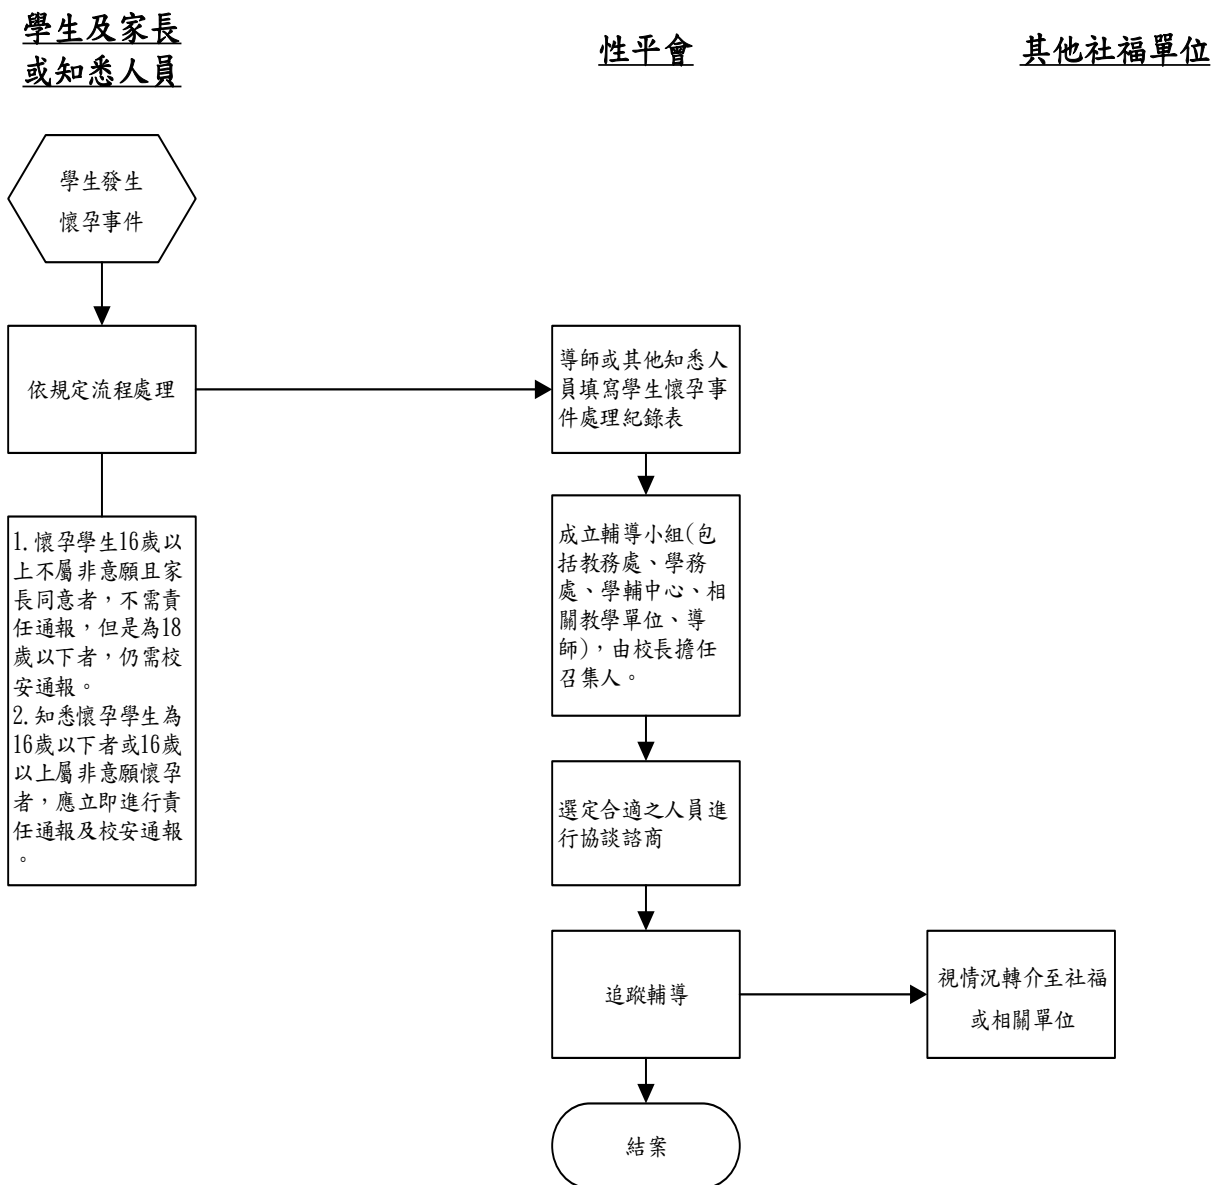 學生及家長
或知悉人員
性平會
其他社福單位
學生發生
懷孕事件
依規定流程處理
導師或其他知悉人
員填寫學生懷孕事
件處理紀錄表
1.懷孕學生16歲以
上不屬非意願且家
長同意者，不需責
任通報，但是為18
歲以下者，仍需校
安通報。
2.知悉懷孕學生為
16歲以下者或16歲
以上屬非意願懷孕
者，應立即進行責
任通報及校安通報
。
成立輔導小組(包
括教務處、學務
處、學輔中心、相
關教學單位、導
師)，由校長擔任
召集人。
選定合適之人員進
行協談諮商
追蹤輔導
視情況轉介至社福
或相關單位
結案